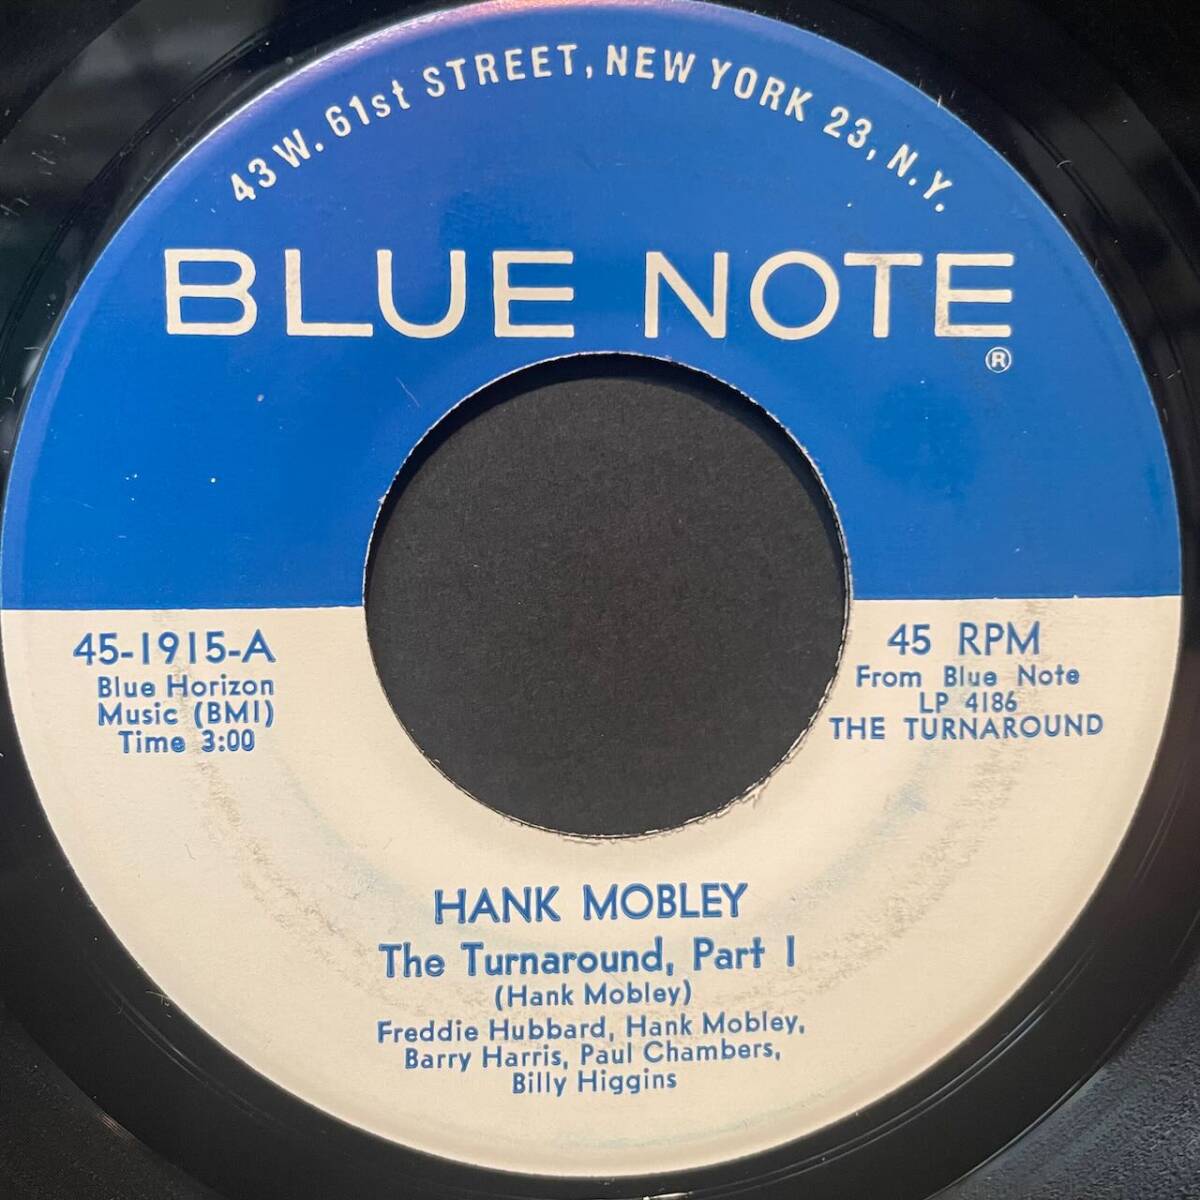 43 W. 61st STREET, NEW YORK 23, N.Y.
BLUE NOTE
®
45-1915-A
Blue Horizon
Music (BMI)
Time 3:00
45 RPM
From Blue Note
LP 4186
THE TURNAROUND
HANK MOBLEY
The Turnaround, Part I
(Hank Mobley)
Freddie Hubbard, Hank Mobley,
Barry Harris, Paul Chambers,
Billy Higgins